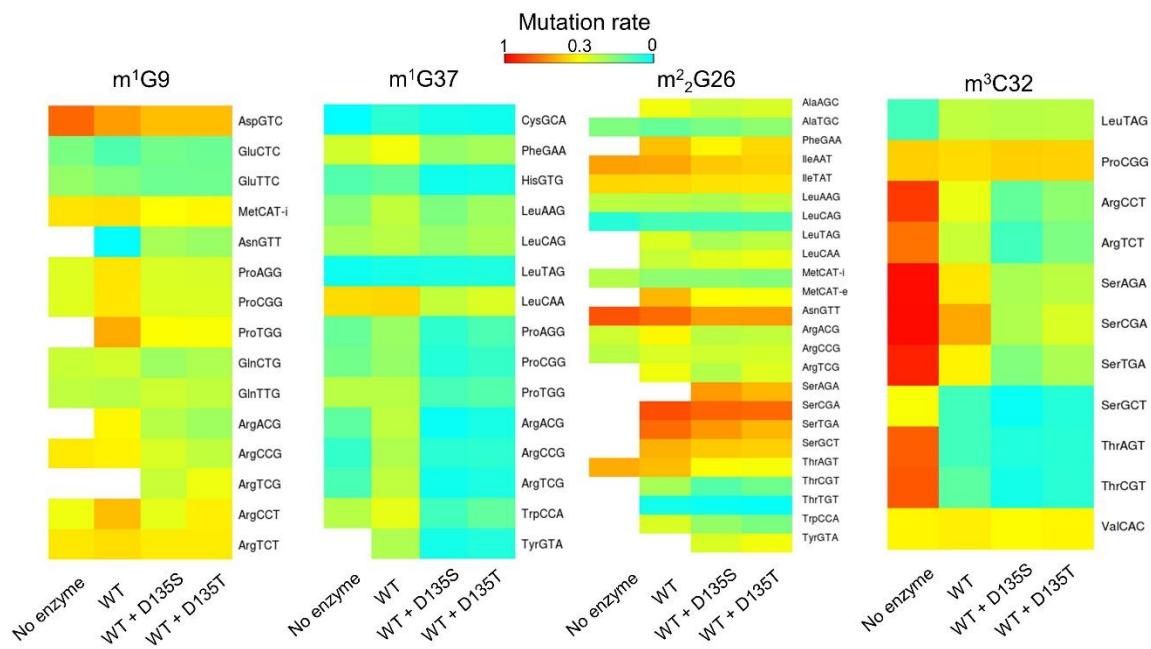 Mutation rate
1 0.3 0
m¹G9
AspGTC
GluCTC
GluTTC
MetCAT-i
AsnGTT
ProAGG
ProCGG
ProTGG
GlnCTG
GlnTTG
ArgACG
ArgCCG
ArgTCG
ArgCCT
ArgTCT
No enzyme
WT
WT + D135S
WT + D135T
m¹G37
CysGCA
PheGAA
HisGTG
LeuAAG
LeuCAG
LeuTAG
LeuCAA
ProAGG
ProCGG
ProTGG
ArgACG
ArgCCG
ArgTCG
TrpCCA
TyrGTA
No enzyme
WT
WT + D135S
WT + D135T
m²₂G26
AlaAGC
AlaTGC
PheGAA
IleAAT
IleTAT
LeuAAG
LeuCAG
LeuTAG
LeuCAA
MetCAT-i
MetCAT-e
AsnGTT
ArgACG
ArgCCG
ArgTCG
SerAGA
SerCGA
SerTGA
SerGCT
ThrAGT
ThrCGT
ThrTGT
TrpCCA
TyrGTA
No enzyme
WT
WT + D135S
WT + D135T
m³C32
LeuTAG
ProCGG
ArgCCT
ArgTCT
SerAGA
SerCGA
SerTGA
SerGCT
ThrAGT
ThrCGT
ValCAC
No enzyme
WT
WT + D135S
WT + D135T